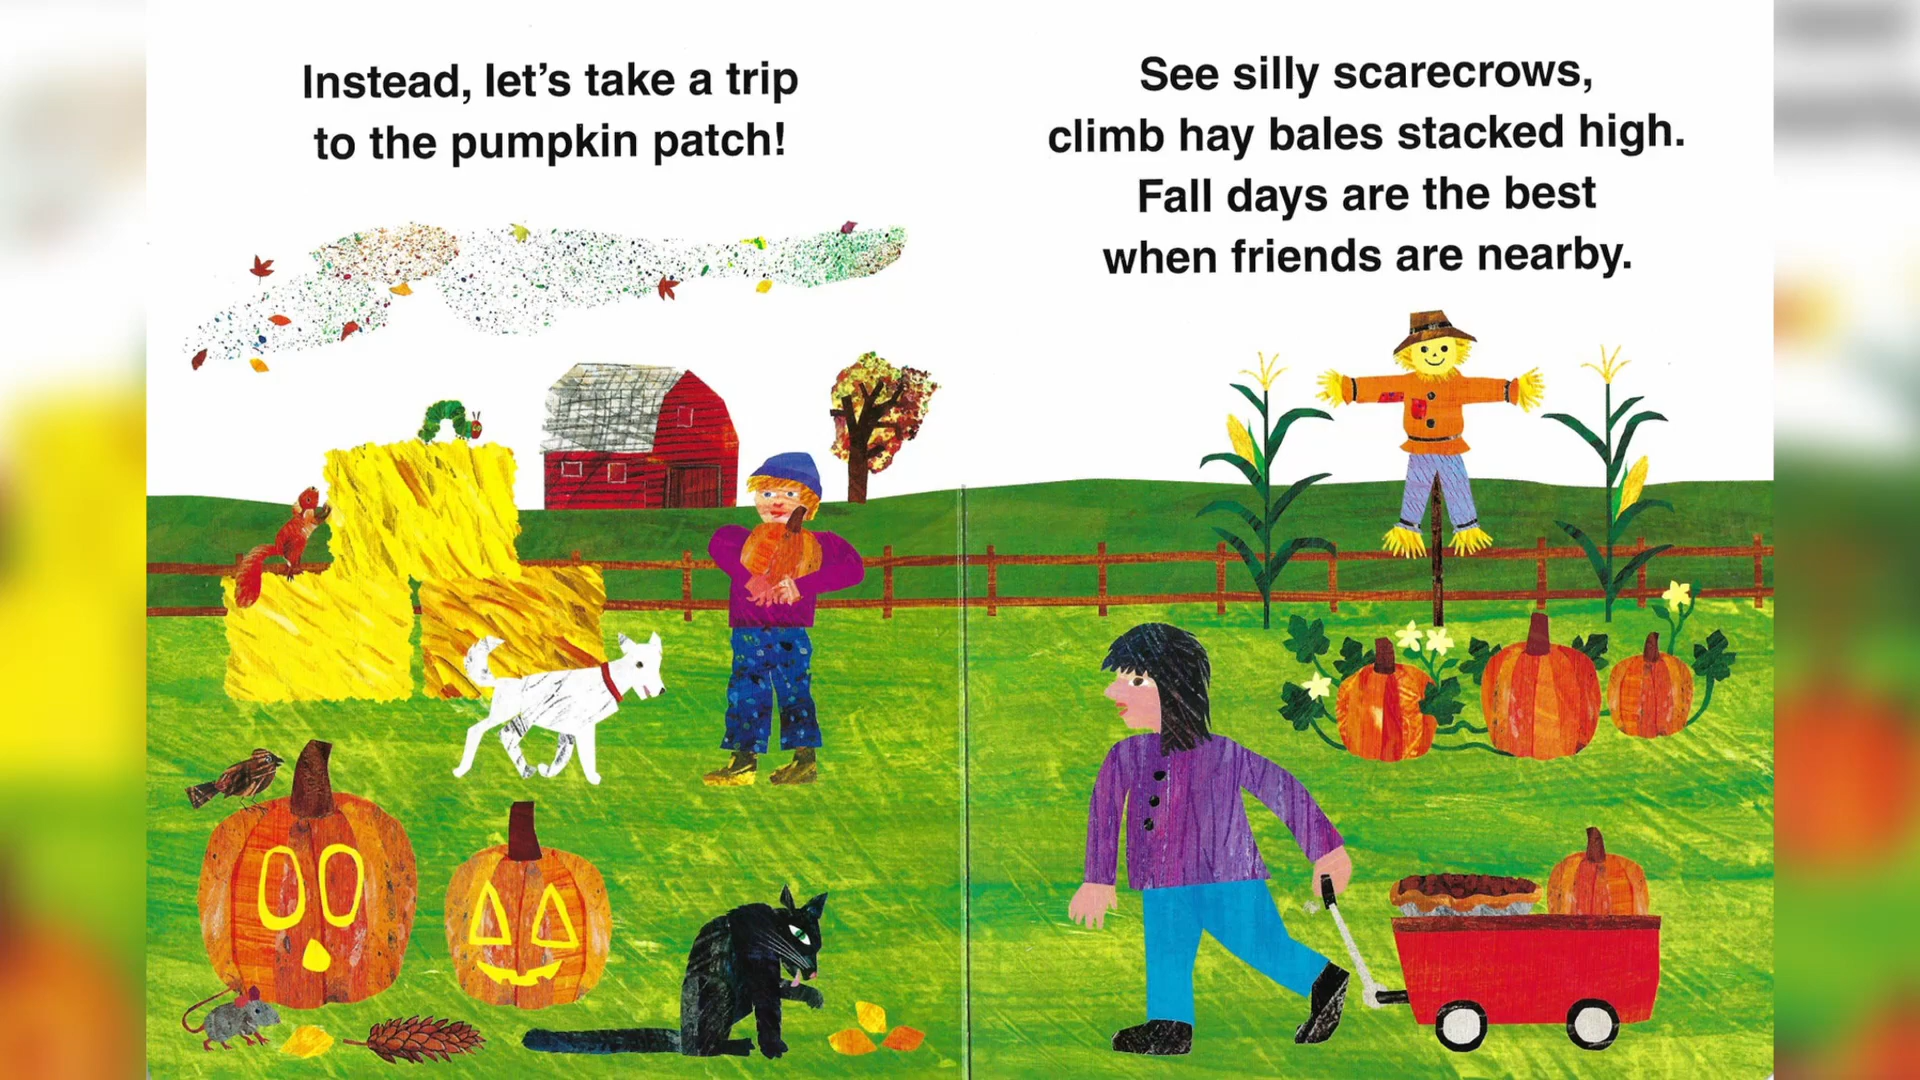 Instead, let's take a trip
to the pumpkin patch!
See silly scarecrows,
climb hay bales stacked high.
Fall days are the best
when friends are nearby.